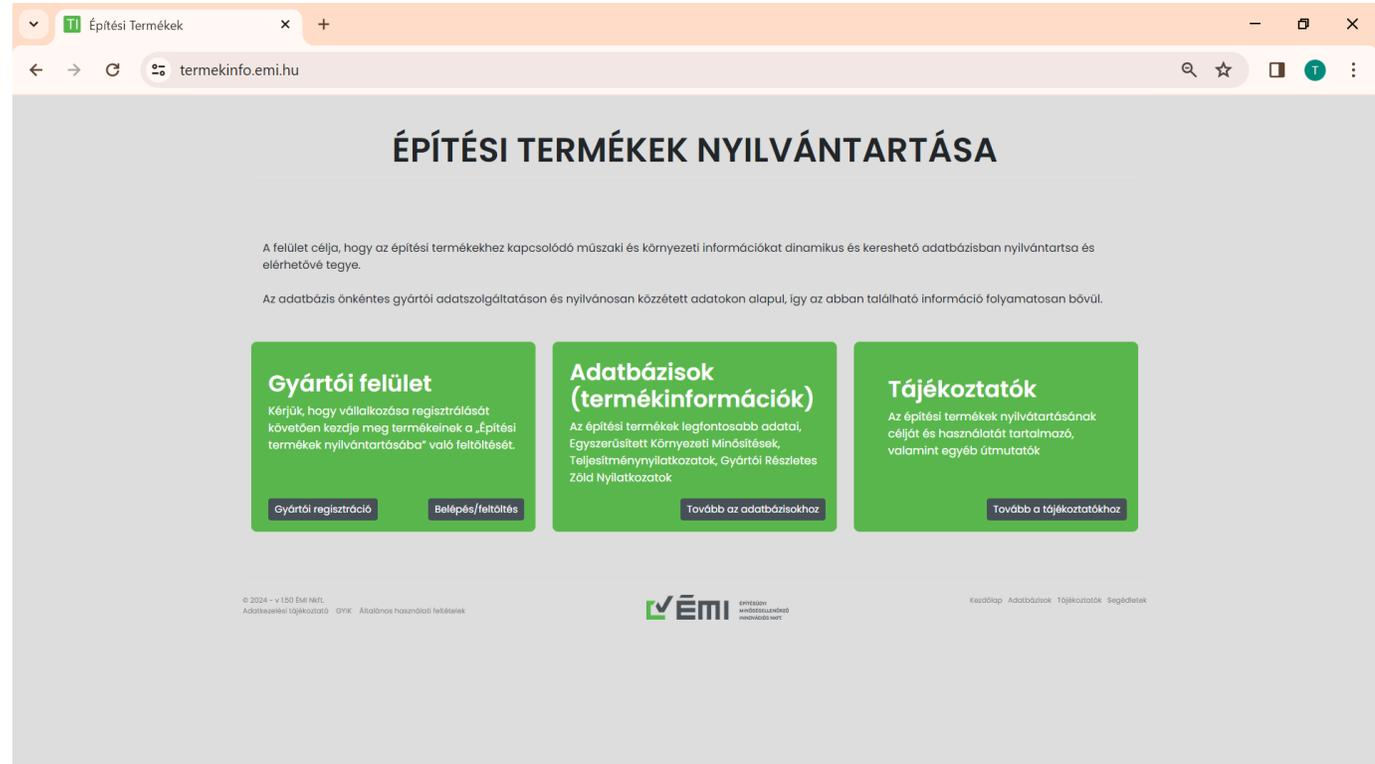 TI Építési Termékek
termekinfo.emi.hu
T
ÉPÍTÉSI TERMÉKEK NYILVÁNTARTÁSA
A felület célja, hogy az építési termékekhez kapcsolódó műszaki és környezeti információkat dinamikus és kereshető adatbázisban nyilvántartsa és
elérhetővé tegye.
Az adatbázis önkéntes gyártói adatszolgáltatáson és nyilvánosan közzétett adatokon alapul, így az abban található információ folyamatosan bővül.
Gyártói felület
Kérjük, hogy vállalkozása regisztrálását
követően kezdje meg termékeinek a „Építési
termékek nyilvántartásába” való feltöltését.
Gyártói regisztráció
Belépés/feltöltés
Adatbázisok
(termékinformációk)
Az építési termékek legfontosabb adatai,
Egyszerűsített Környezeti Minősítések,
Teljesítménynyilatkozatok, Gyártói Részletes
Zöld Nyilatkozatok
Tovább az adatbázisokhoz
Tájékoztatók
Az építési termékek nyilvátartásának
célját és használatát tartalmazó,
valamint egyéb útmutatók
Tovább a tájékoztatókhoz
© 2024 - v 1.50 ÉMI Nkft.
Adatkezelési tájékoztató GYIK Általános használati feltételek
ÉMI
ÉPÍTÉSÜGYI
MINŐSÉGELLENŐRZŐ
INNOVÁCIÓS NKFT.
Kezdőlap Adatbázisok Tájékoztatók Segédletek